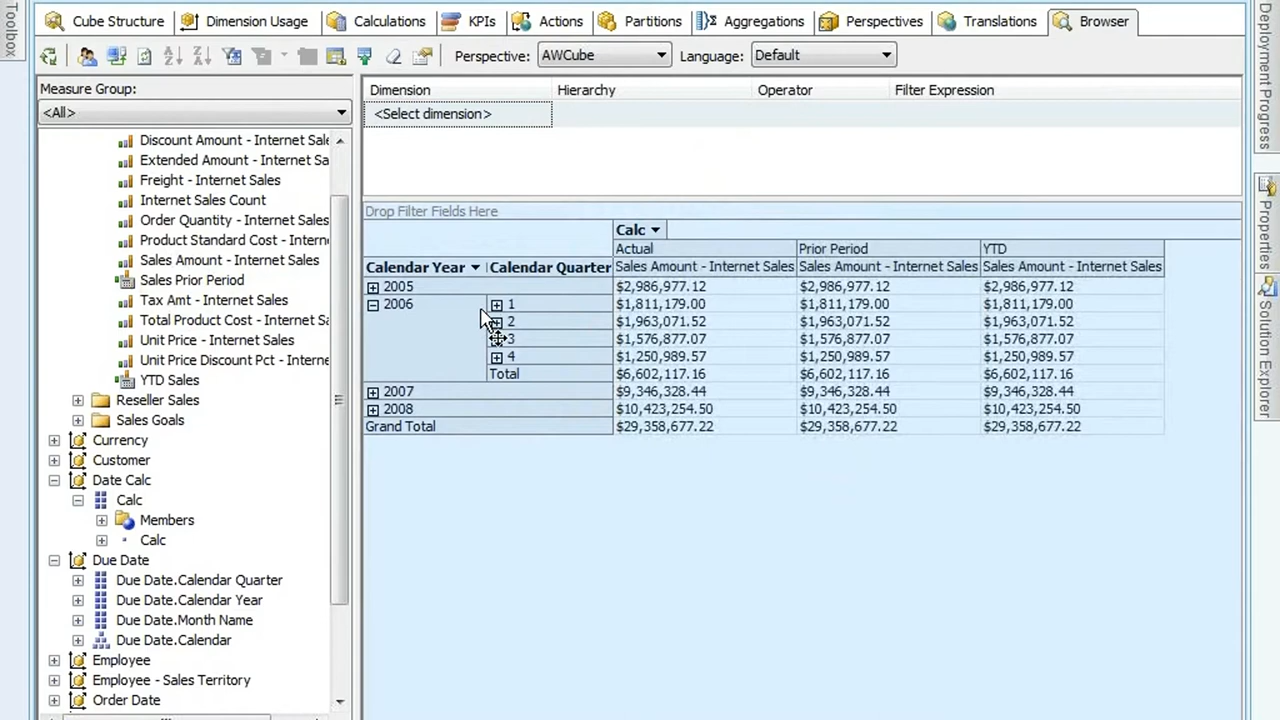 Toolbox
Cube Structure Dimension Usage Calculations KPIs Actions Partitions Aggregations Perspectives Translations Browser
Perspective: AWCube Language: Default
Measure Group:
<All>
Discount Amount - Internet Sale
Extended Amount - Internet Sa
Freight - Internet Sales
Internet Sales Count
Order Quantity - Internet Sales
Product Standard Cost - Intern
Sales Amount - Internet Sales
Sales Prior Period
Tax Amt - Internet Sales
Total Product Cost - Internet Sa
Unit Price - Internet Sales
Unit Price Discount Pct - Interne
YTD Sales
Reseller Sales
Sales Goals
Currency
Customer
Date Calc
Calc
Members
Calc
Due Date
Due Date.Calendar Quarter
Due Date.Calendar Year
Due Date.Month Name
Due Date.Calendar
Employee
Employee - Sales Territory
Order Date
Dimension Hierarchy Operator Filter Expression
<Select dimension>
Drop Filter Fields Here
Calc
Actual Prior Period YTD
Calendar Year Calendar Quarter Sales Amount - Internet Sales Sales Amount - Internet Sales Sales Amount - Internet Sales
2005 $2,986,977.12 $2,986,977.12 $2,986,977.12
2006 1 $1,811,179.00 $1,811,179.00 $1,811,179.00
2 $1,963,071.52 $1,963,071.52 $1,963,071.52
3 $1,576,877.07 $1,576,877.07 $1,576,877.07
4 $1,250,989.57 $1,250,989.57 $1,250,989.57
Total $6,602,117.16 $6,602,117.16 $6,602,117.16
2007 $9,346,328.44 $9,346,328.44 $9,346,328.44
2008 $10,423,254.50 $10,423,254.50 $10,423,254.50
Grand Total $29,358,677.22 $29,358,677.22 $29,358,677.22
Deployment Progress
Properties
Solution Explorer